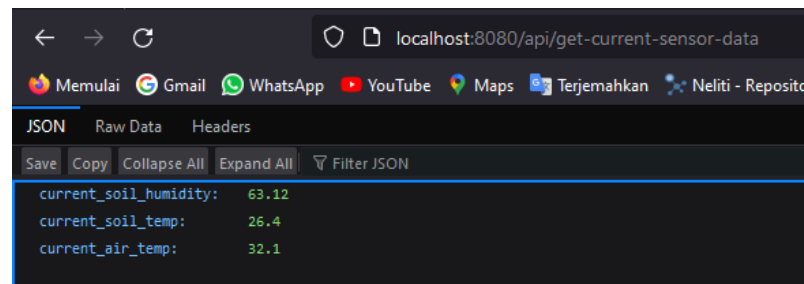 localhost:8080/api/get-current-sensor-data
Memulai Gmail WhatsApp YouTube Maps Terjemahkan Neliti - Reposito
JSON Raw Data Headers
Save Copy Collapse All Expand All Filter JSON
current_soil_humidity: 63.12
current_soil_temp: 26.4
current_air_temp: 32.1